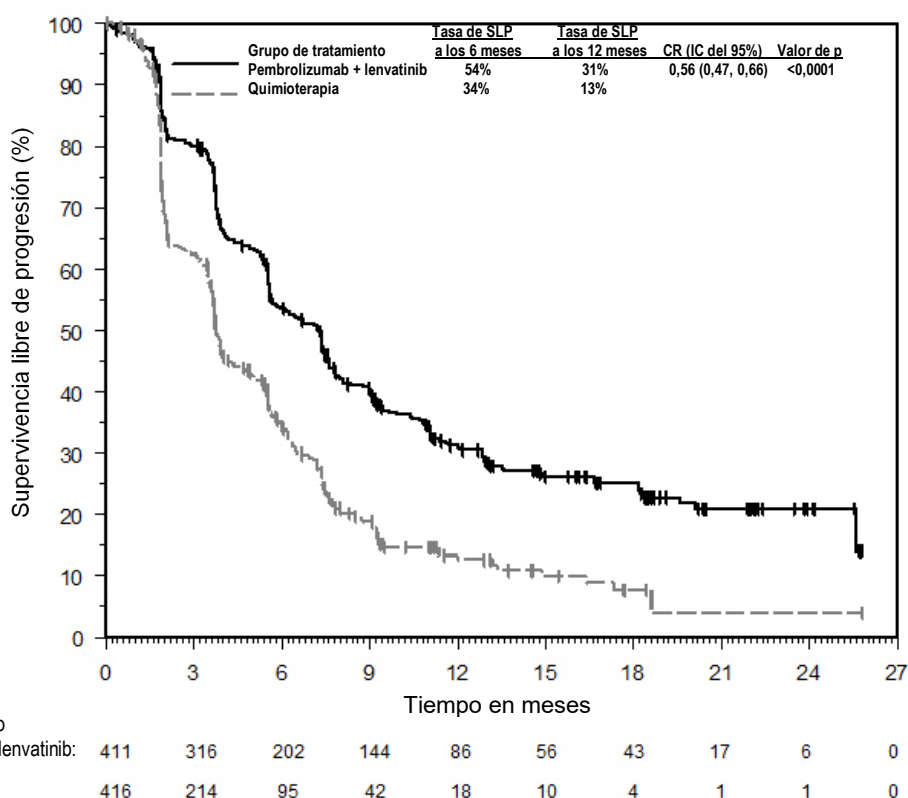 Tasa de SLP Tasa de SLP
Grupo de tratamiento a los 6 meses a los 12 meses CR (IC del 95%) Valor de p
Pembrolizumab + lenvatinib 54% 31% 0,56 (0,47, 0,66) <0,0001
Quimioterapia 34% 13%
Supervivencia libre de progresión (%)
100
90
80
70
60
50
40
30
20
10
0
0 3 6 9 12 15 18 21 24 27
Tiempo en meses
lenvatinib: 411 316 202 144 86 56 43 17 6 0
416 214 95 42 18 10 4 1 1 0